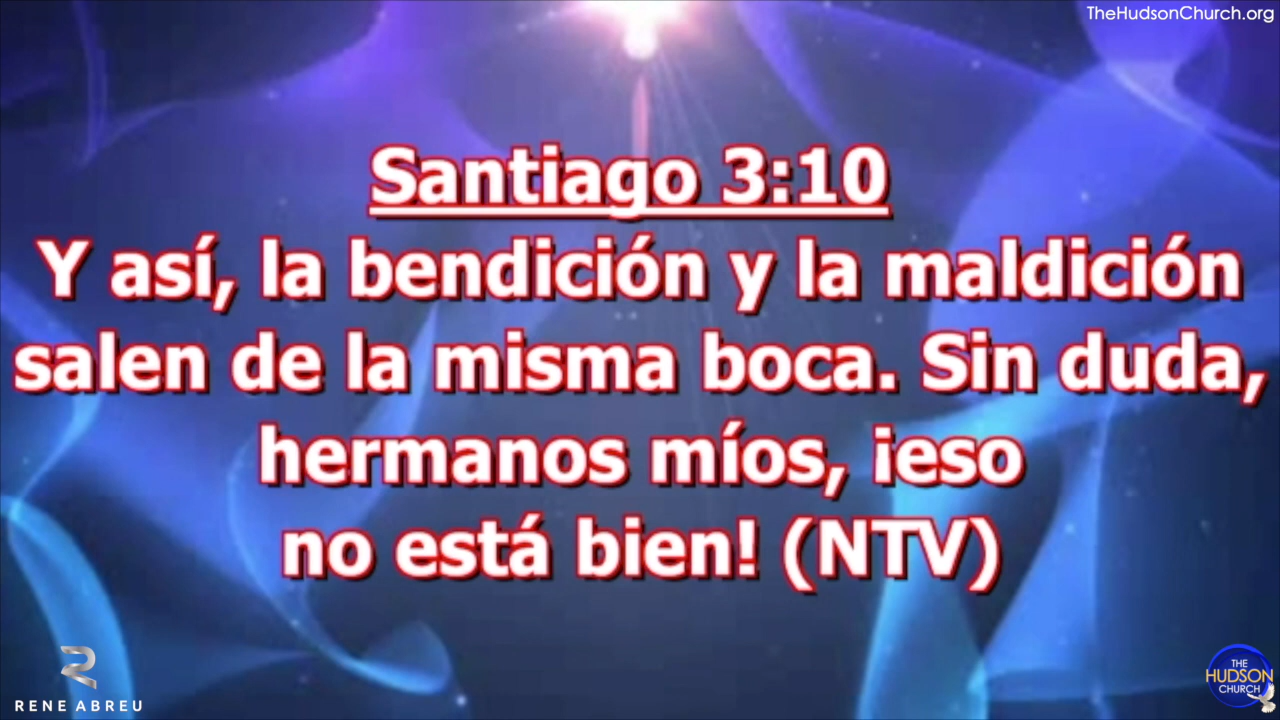 TheHudsonChurch.org
Santiago 3:10
Y así, la bendición y la maldición
salen de la misma boca. Sin duda,
hermanos míos, ¡eso
no está bien! (NTV)
RENE ABREU
THE
HUDSON
CHURCH